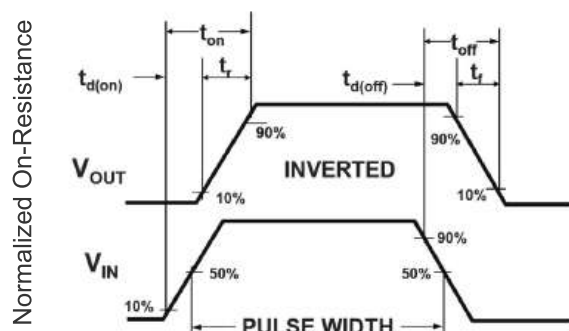 Normalized On-Resistance
ton
toff
td(on)
tr
td(off)
tf
90%
90%
VOUT
INVERTED
10%
10%
90%
VIN
50%
50%
10%
PULSE WIDTH